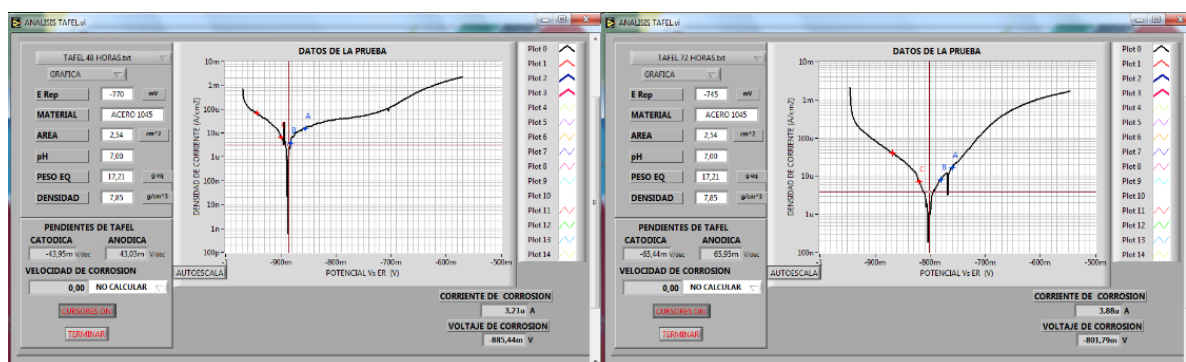 ANALISIS TAFEL.vi
TAFEL 48 HORAS.txt
GRAFICA
E Rep -770 mV
MATERIAL ACERO 1045
AREA 2,54 cm^2
pH 7,00
PESO EQ 17,21 g eq
DENSIDAD 7,85 g/cm^3
PENDIENTES DE TAFEL
CATODICA ANODICA
-43,95m V/dec 43,03m V/dec
VELOCIDAD DE CORROSION
0,00 NO CALCULAR
CURSORES ON
TERMINAR
DATOS DE LA PRUEBA
DENSIDAD DE CORRIENTE (A/cm2)
10m
1m
100u
10u
1u
100n
10n
1n
100p
A
B
-1 -900m -800m -700m -600m -500m
POTENCIAL Vs ER (V)
AUTOESCALA
Plot 0
Plot 1
Plot 2
Plot 3
Plot 4
Plot 5
Plot 6
Plot 7
Plot 8
Plot 9
Plot 10
Plot 11
Plot 12
Plot 13
Plot 14
CORRIENTE DE CORROSION
3.21u A
VOLTAJE DE CORROSION
-885,44m V
ANALISIS TAFEL.vi
TAFEL 72 HORAS.txt
GRAFICA
E Rep -745 mV
MATERIAL ACERO 1045
AREA 2,54 cm^2
pH 7,00
PESO EQ 17,21 g eq
DENSIDAD 7,85 g/cm^3
PENDIENTES DE TAFEL
CATODICA ANODICA
-65,44m V/dec 65,95m V/dec
VELOCIDAD DE CORROSION
0,00 NO CALCULAR
CURSORES ON
TERMINAR
DATOS DE LA PRUEBA
DENSIDAD DE CORRIENTE (A/cm2)
10m
1m
100u
10u
1u
100n
C
B
A
-1 -900m -800m -700m -600m -500m
POTENCIAL Vs ER (V)
AUTOESCALA
Plot 0
Plot 1
Plot 2
Plot 3
Plot 4
Plot 5
Plot 6
Plot 7
Plot 8
Plot 9
Plot 10
Plot 11
Plot 12
Plot 13
Plot 14
CORRIENTE DE CORROSION
3.88u A
VOLTAJE DE CORROSION
-801,79m V